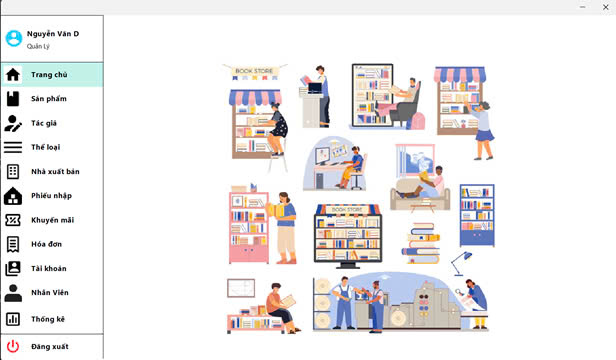 Nguyễn Văn D
Quản Lý
Trang chủ
Sản phẩm
Tác giả
Thể loại
Nhà xuất bản
Phiếu nhập
Khuyến mãi
Hóa đơn
Tài khoản
Nhân Viên
Thống kê
Đăng xuất
BOOK STORE
BOOK STORE